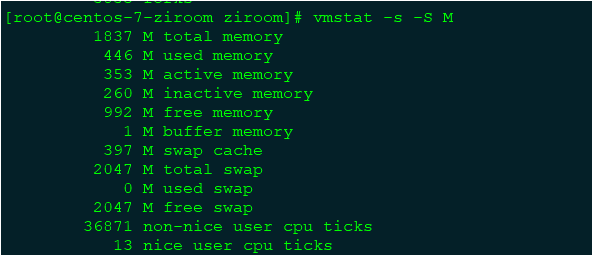 [root@centos-7-ziroom ziroom]# vmstat -s -S M
1837 M total memory
446 M used memory
353 M active memory
260 M inactive memory
992 M free memory
1 M buffer memory
397 M swap cache
2047 M total swap
0 M used swap
2047 M free swap
36871 non-nice user cpu ticks
13 nice user cpu ticks